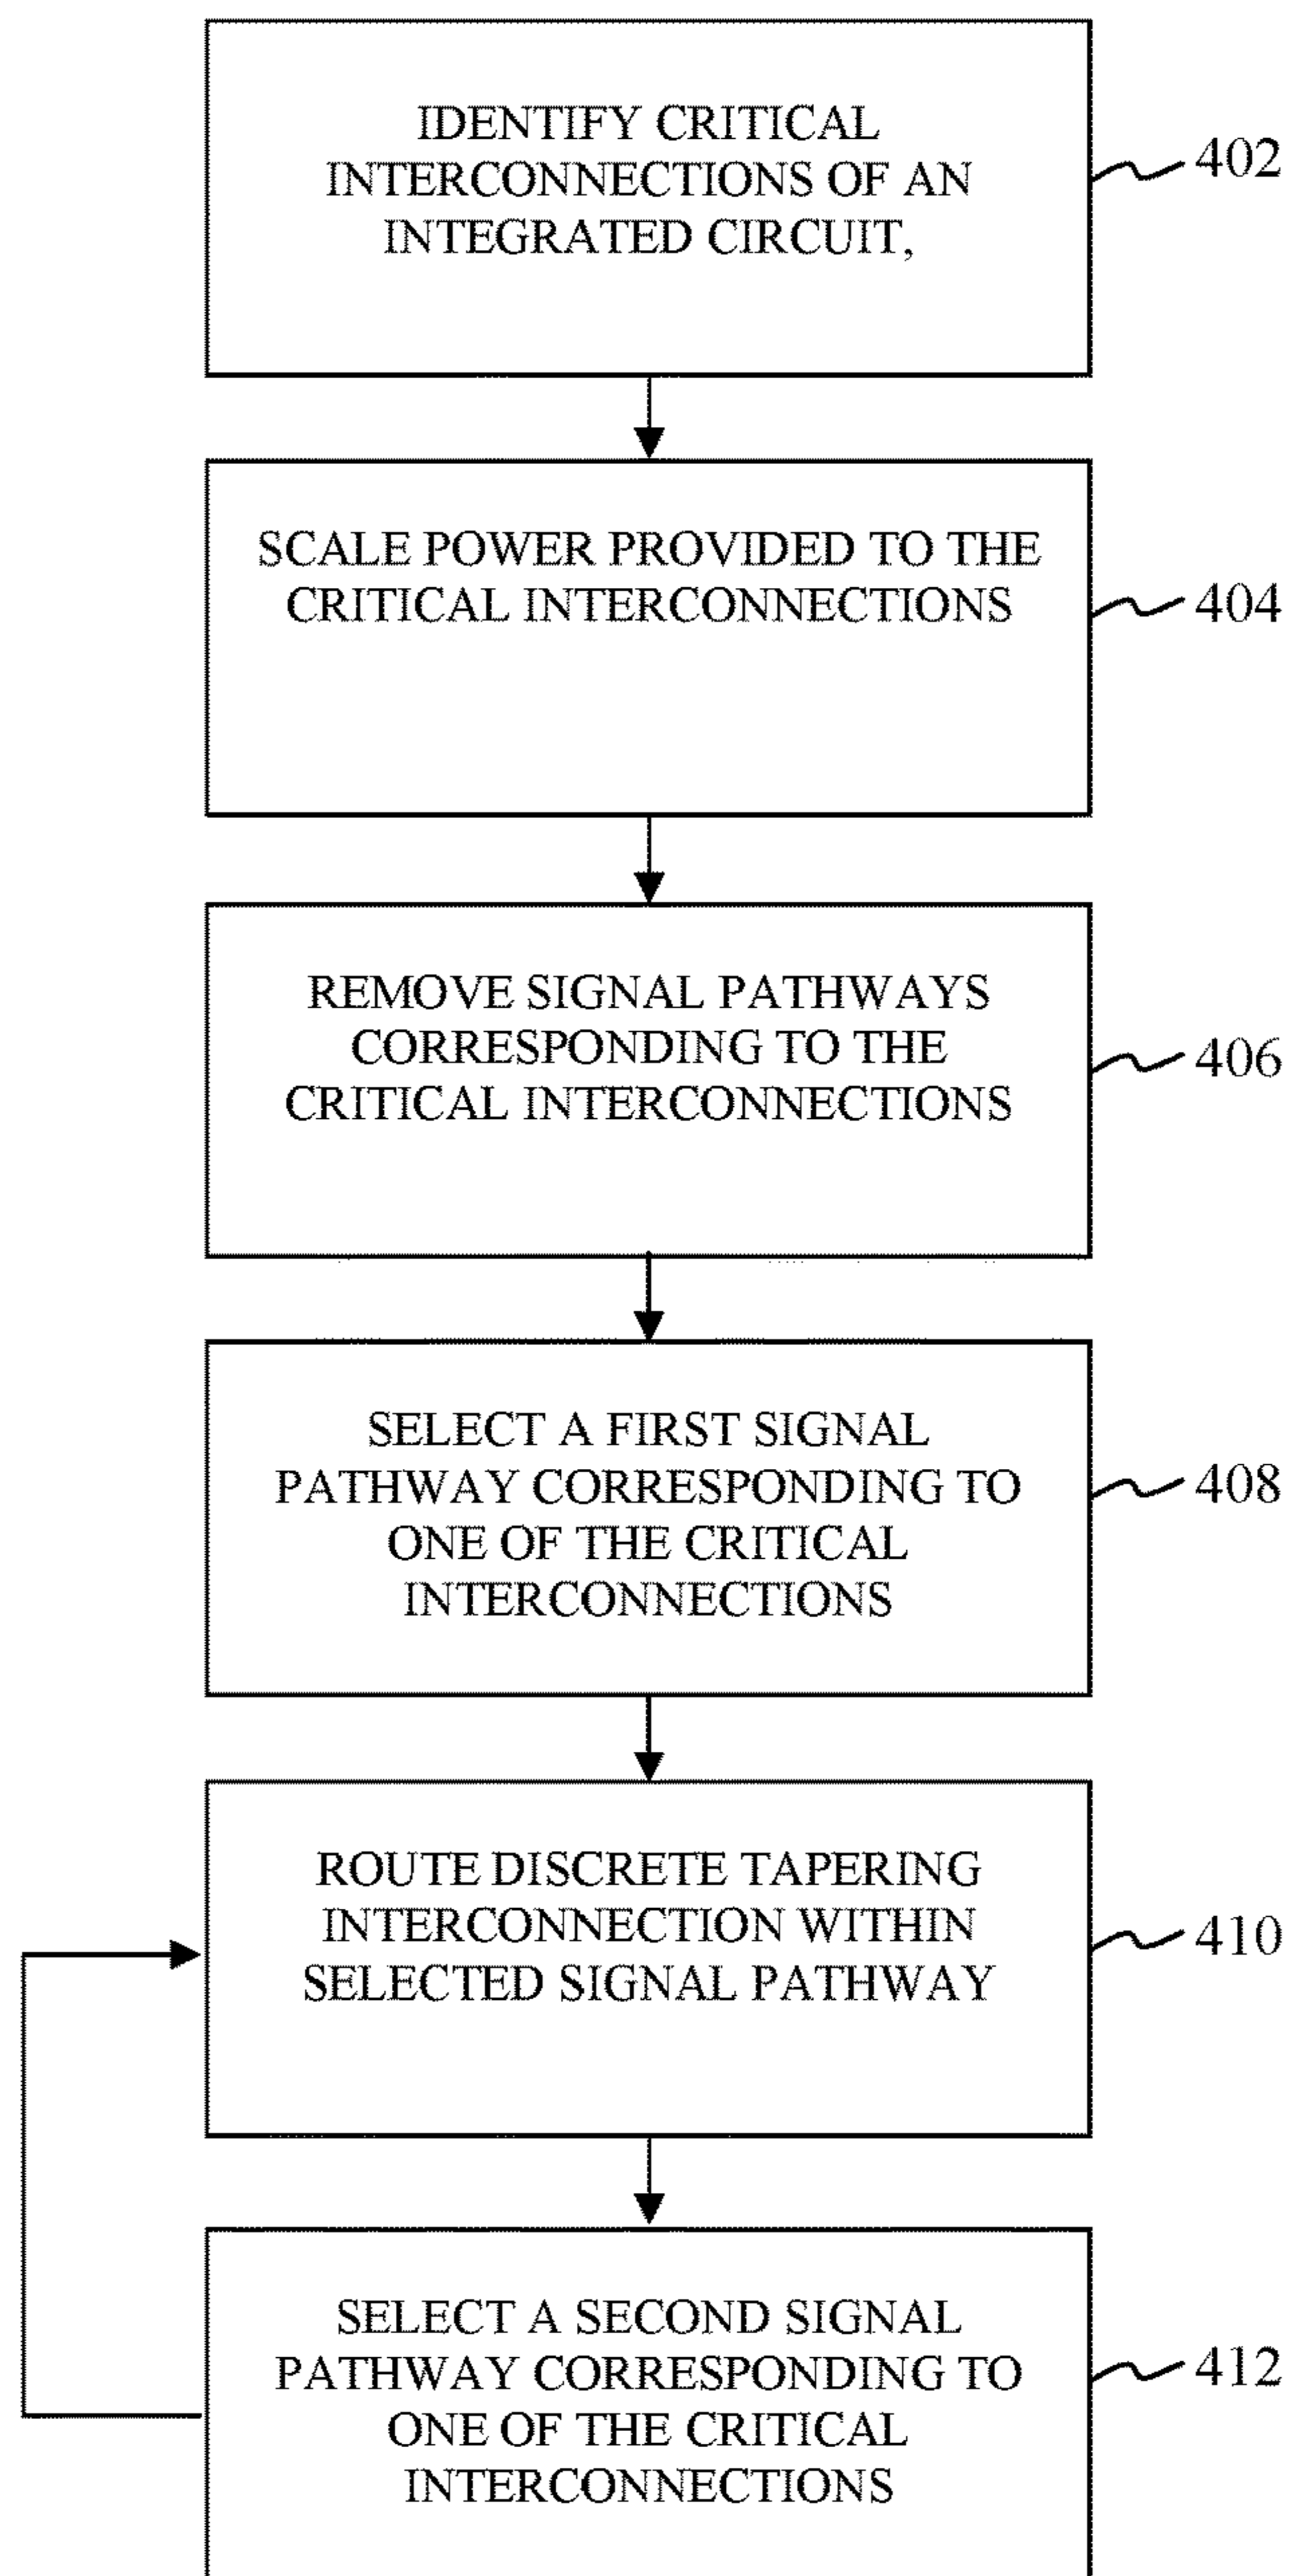 IDENTIFY CRITICAL
INTERCONNECTIONS OF AN
INTEGRATED CIRCUIT,
402
SCALE POWER PROVIDED TO THE
CRITICAL INTERCONNECTIONS
404
REMOVE SIGNAL PATHWAYS
CORRESPONDING TO THE
CRITICAL INTERCONNECTIONS
406
SELECT A FIRST SIGNAL
PATHWAY CORRESPONDING TO
ONE OF THE CRITICAL
INTERCONNECTIONS
408
ROUTE DISCRETE TAPERING
INTERCONNECTION WITHIN
SELECTED SIGNAL PATHWAY
410
SELECT A SECOND SIGNAL
PATHWAY CORRESPONDING TO
ONE OF THE CRITICAL
INTERCONNECTIONS
412